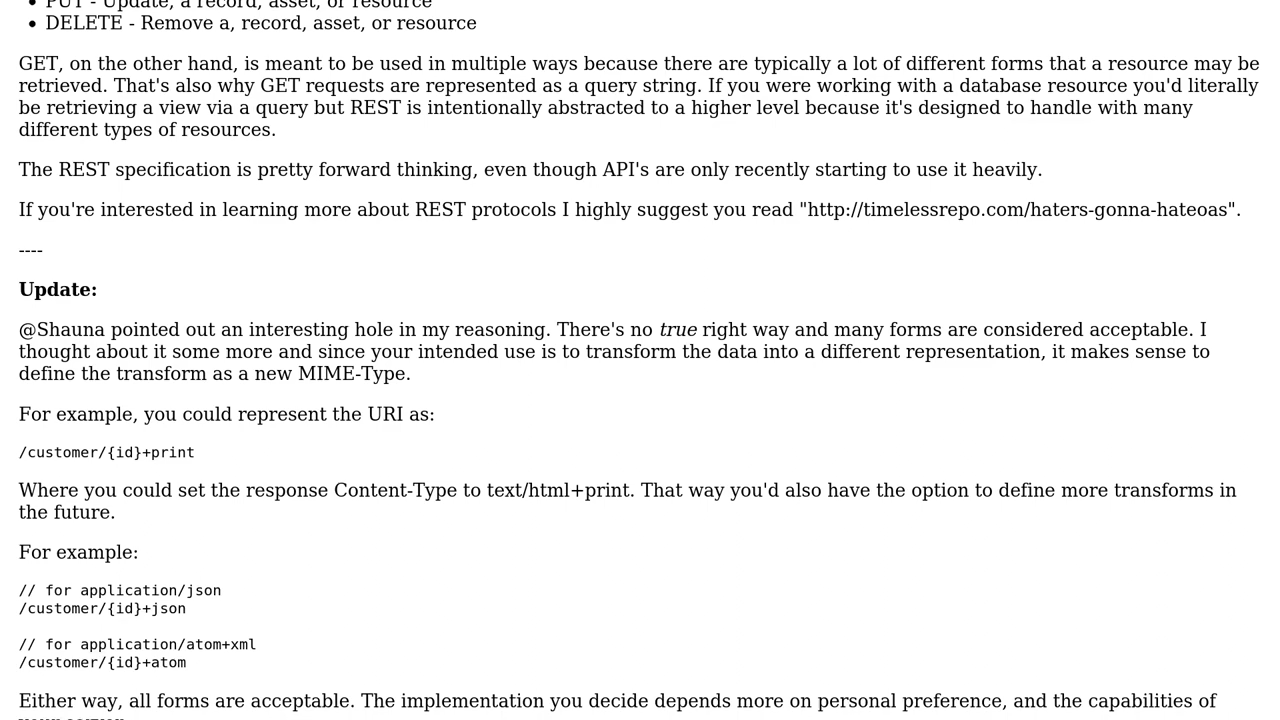 PUT - Update, a record, asset, or resource
DELETE - Remove a, record, asset, or resource
GET, on the other hand, is meant to be used in multiple ways because there are typically a lot of different forms that a resource may be
retrieved. That's also why GET requests are represented as a query string. If you were working with a database resource you'd literally
be retrieving a view via a query but REST is intentionally abstracted to a higher level because it's designed to handle with many
different types of resources.
The REST specification is pretty forward thinking, even though API's are only recently starting to use it heavily.
If you're interested in learning more about REST protocols I highly suggest you read "http://timelessrepo.com/haters-gonna-hateoas".
----
Update:
@Shauna pointed out an interesting hole in my reasoning. There's no true right way and many forms are considered acceptable. I
thought about it some more and since your intended use is to transform the data into a different representation, it makes sense to
define the transform as a new MIME-Type.
For example, you could represent the URI as:
/customer/{id}+print
Where you could set the response Content-Type to text/html+print. That way you'd also have the option to define more transforms in
the future.
For example:
// for application/json
/customer/{id}+json
// for application/atom+xml
/customer/{id}+atom
Either way, all forms are acceptable. The implementation you decide depends more on personal preference, and the capabilities of